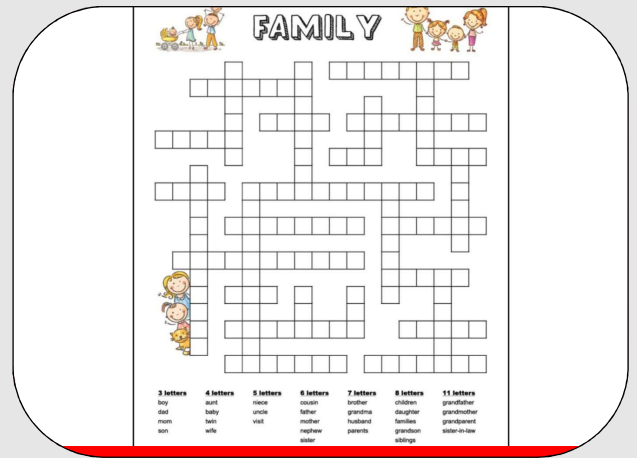 FAMILY
3 letters 4 letters 5 letters 6 letters 7 letters 8 letters 11 letters
boy aunt niece cousin brother children grandfather
dad baby uncle father grandma daughter grandmother
mom twin visit mother husband families grandparent
son wife nephew parents grandson sister-in-law
sister siblings